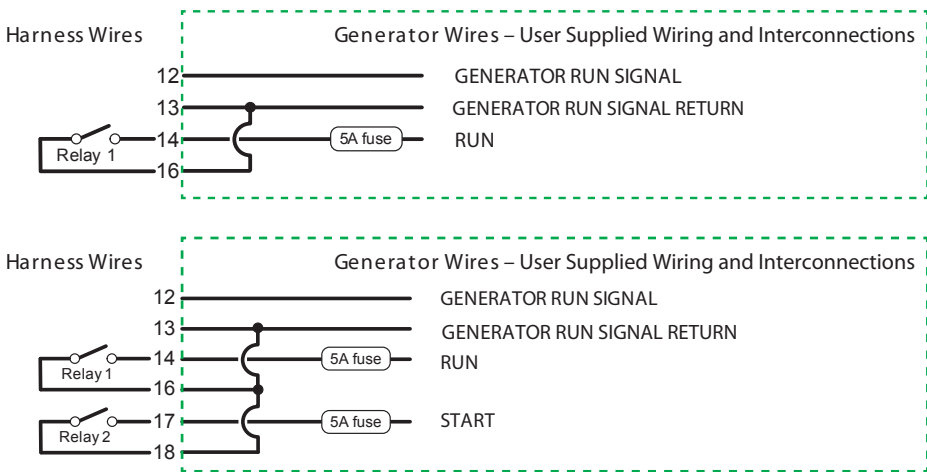 Harness Wires Generator Wires – User Supplied Wiring and Interconnections
12 GENERATOR RUN SIGNAL
13 GENERATOR RUN SIGNAL RETURN
14 5A fuse RUN
Relay 1
16
Harness Wires Generator Wires – User Supplied Wiring and Interconnections
12 GENERATOR RUN SIGNAL
13 GENERATOR RUN SIGNAL RETURN
14 5A fuse RUN
Relay 1
16
17 5A fuse START
Relay 2
18